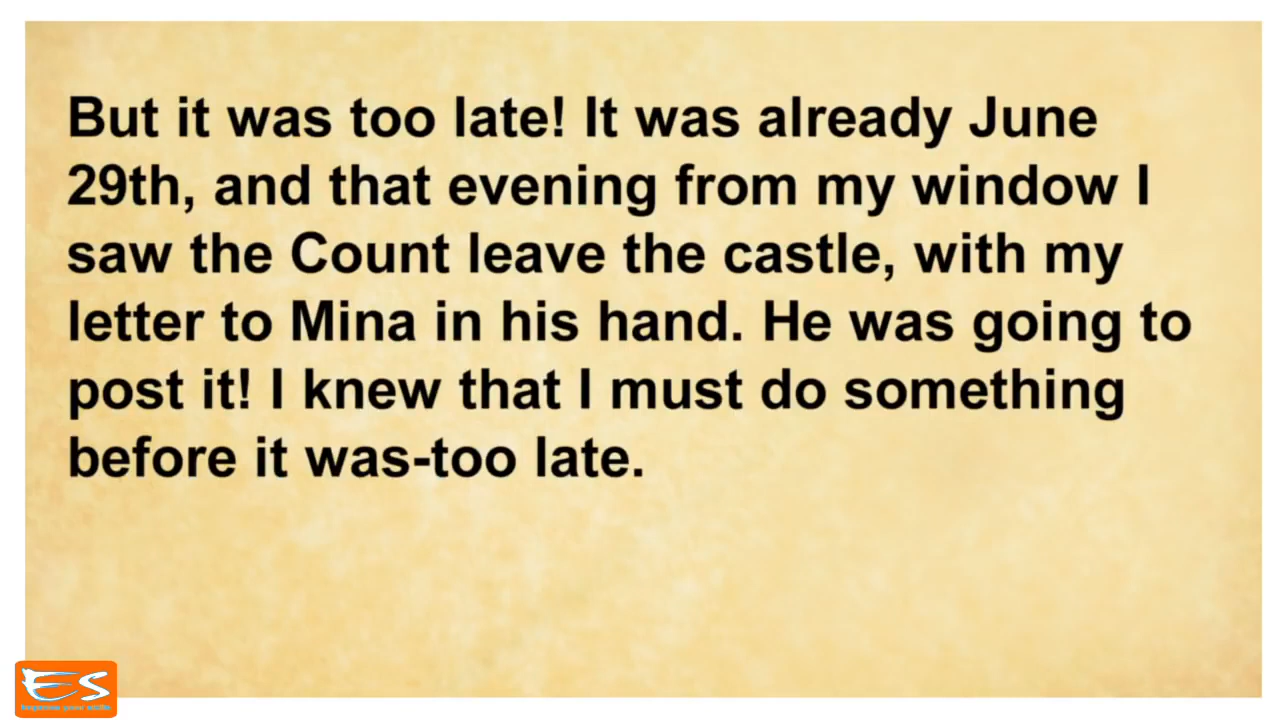 But it was too late! It was already June
29th, and that evening from my window I
saw the Count leave the castle, with my
letter to Mina in his hand. He was going to
post it! I knew that I must do something
before it was-too late.
ES